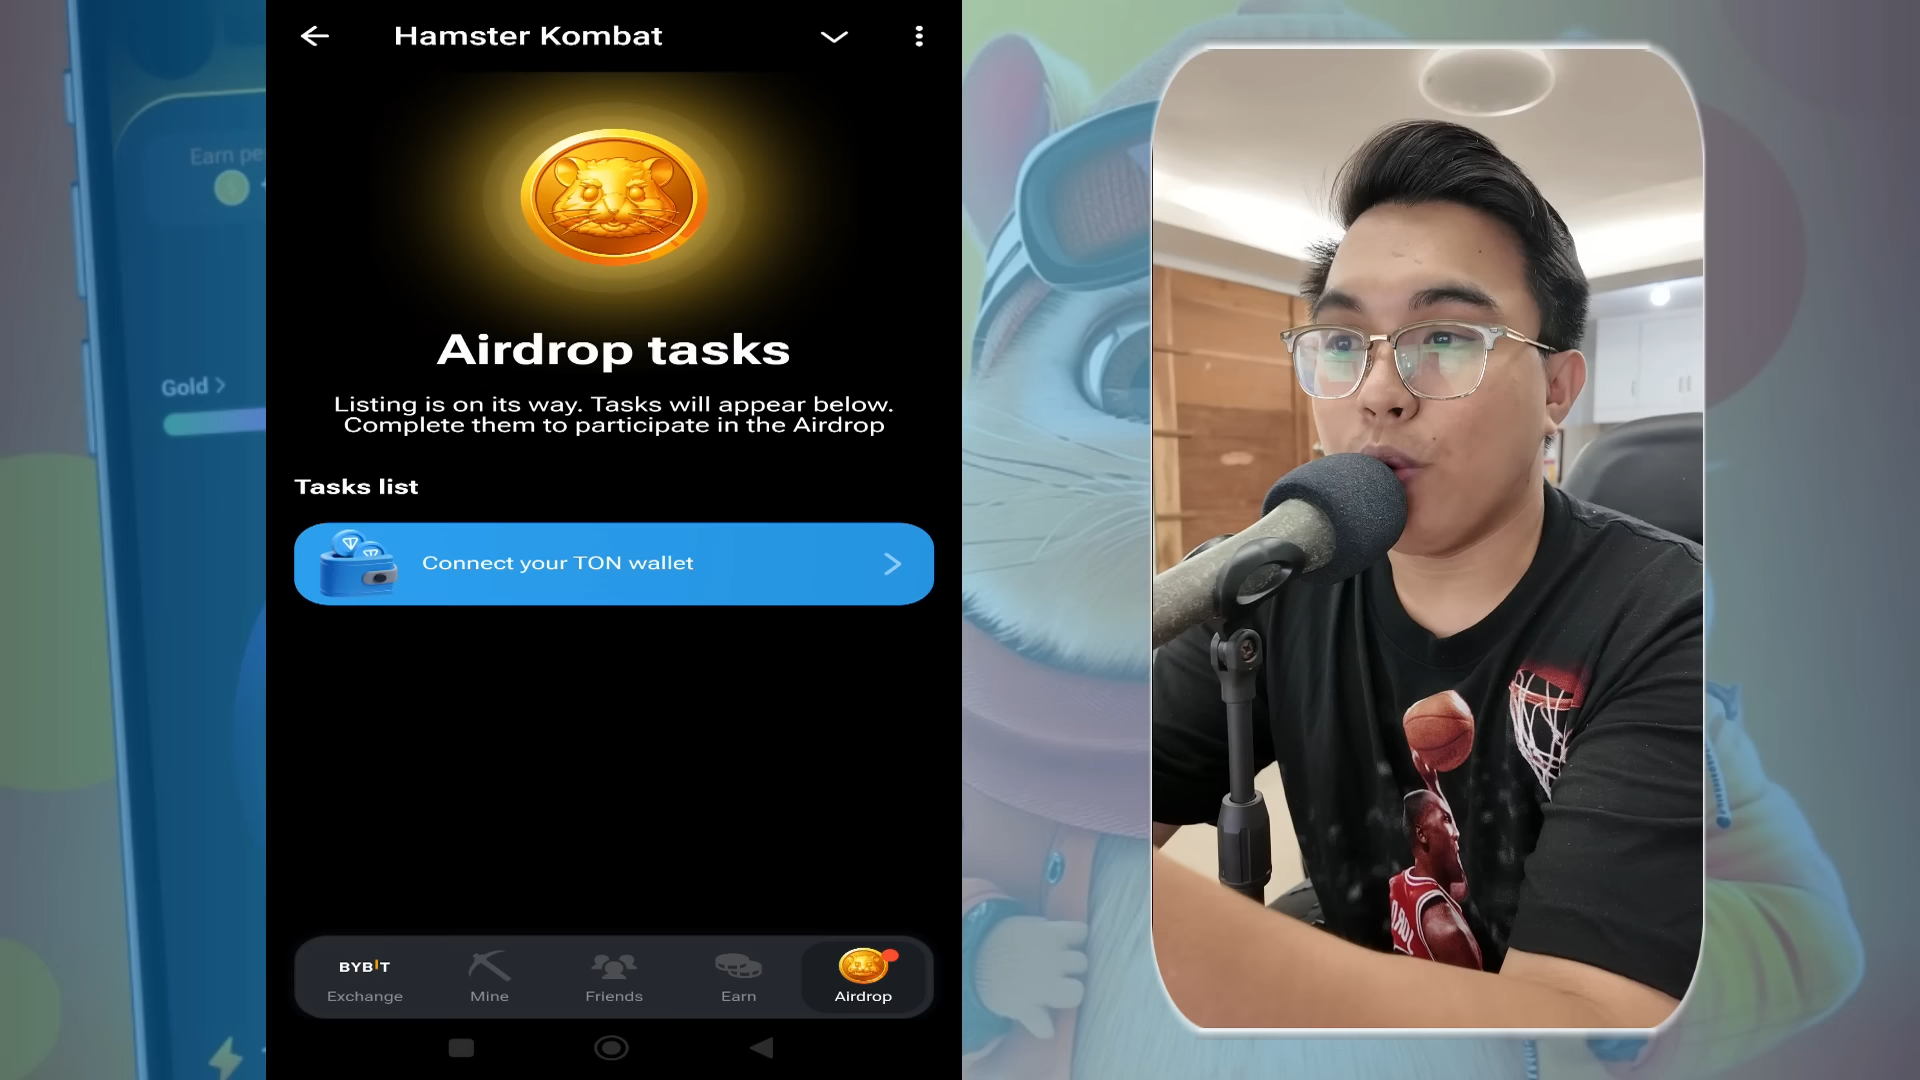 Hamster Kombat
Earn pe
Gold >
Airdrop tasks
Listing is on its way. Tasks will appear below.
Complete them to participate in the Airdrop
Tasks list
Connect your TON wallet
BYBIT
Exchange
Mine
Friends
Earn
Airdrop